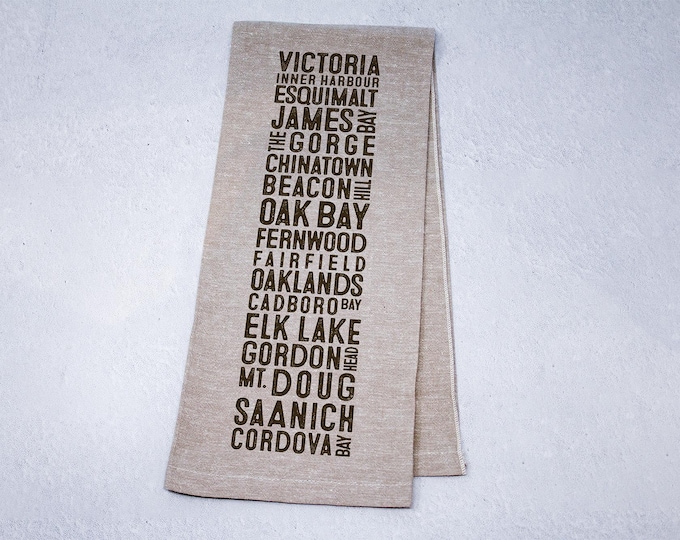 VICTORIA
INNER HARBOUR
ESQUIMALT
JAMES BAY
THE GORGE
CHINATOWN
BEACON HILL
OAK BAY
FERNWOOD
FAIRFIELD
OAKLANDS
CADBORO BAY
ELK LAKE
GORDON HEAD
MT. DOUG
SAANICH
CORDOVA BAY